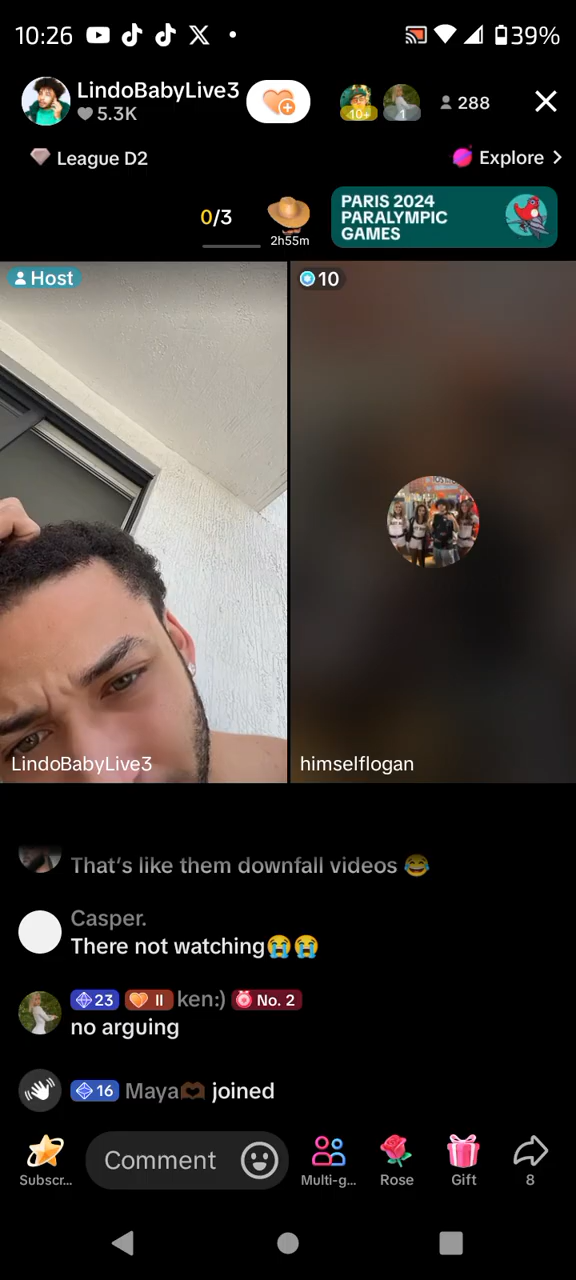 10:26
39%
LindoBabyLive3
5.3K
10+
1
288
League D2
Explore
0/3
2h55m
PARIS 2024
PARALYMPIC
GAMES
Host
10
LindoBabyLive3
himselflogan
That's like them downfall videos 😂
Casper.
There not watching😭😭
23 II ken:) No. 2
no arguing
16 Maya🫶🏾 joined
Subscr...
Comment
Multi-g...
Rose
Gift
8